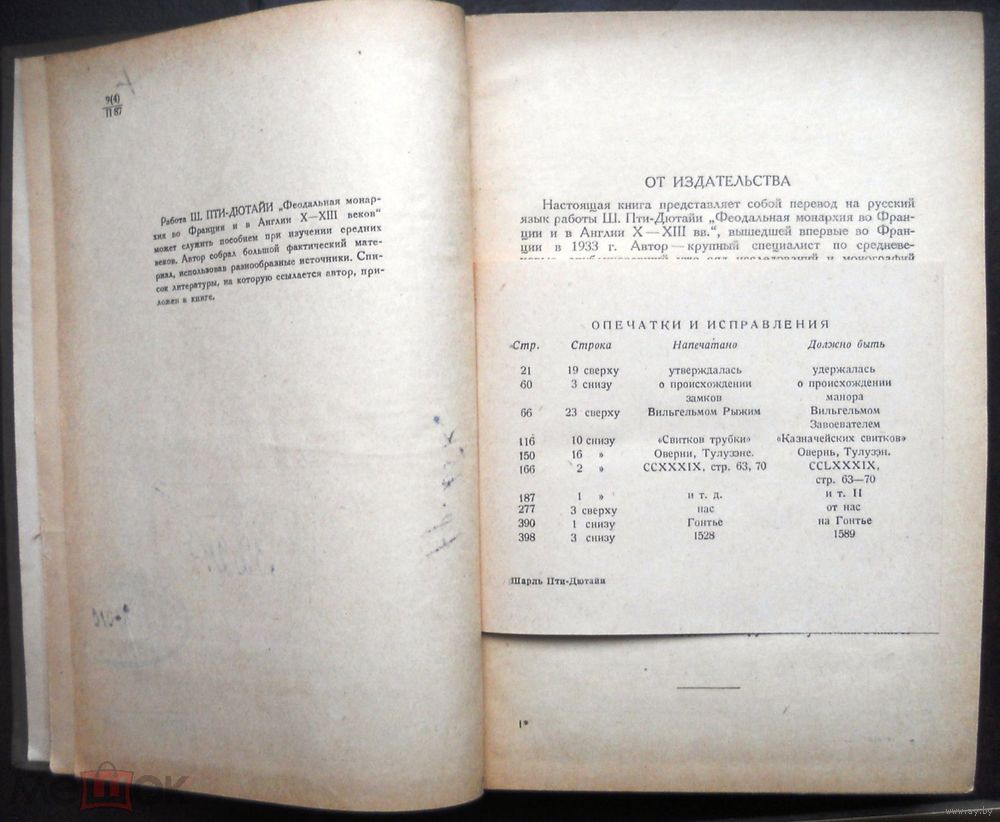 9(4)
П 87
Работа Ш. ПТИ-ДЮТАЙИ „Феодальная монар-
хия во Франции и в Англии X—XIII веков“
может служить пособием при изучении средних
веков. Автор собрал большой фактический мате-
риал, использовав разнообразные источники. Спи-
сок литературы, на которую ссылается автор, при-
ложен в книге.
ОТ ИЗДАТЕЛЬСТВА
Настоящая книга представляет собой перевод на русский
язык работы Ш. Пти-Дютайи „Феодальная монархия во Фран-
ции и в Англии X—XIII вв.“, вышедшей впервые во Фран-
ции в 1933 г. Автор — крупный специалист по средневе-
ОПЕЧАТКИ И ИСПРАВЛЕНИЯ
Стр. Строка Напечатано Должно быть
21 19 сверху утверждалась удержалась
60 3 снизу о происхождении о происхождении
замков манора
66 23 сверху Вильгельмом Рыжим Вильгельмом
Завоевателем
116 10 снизу «Свитков трубки» «Казначейских свитков»
150 16 » Оверни, Тулузэне. Овернь, Тулузэн.
166 2 » CCXXXIX, стр. 63, 70 CCLXXXIX,
стр. 63—70
187 1 » и т. д. и т. II
277 3 сверху нас от нас
390 1 снизу Гонтье на Гонтье
398 3 снизу 1528 1589
Шарль Пти-Дютайи
1*
мешок
www.ay.by